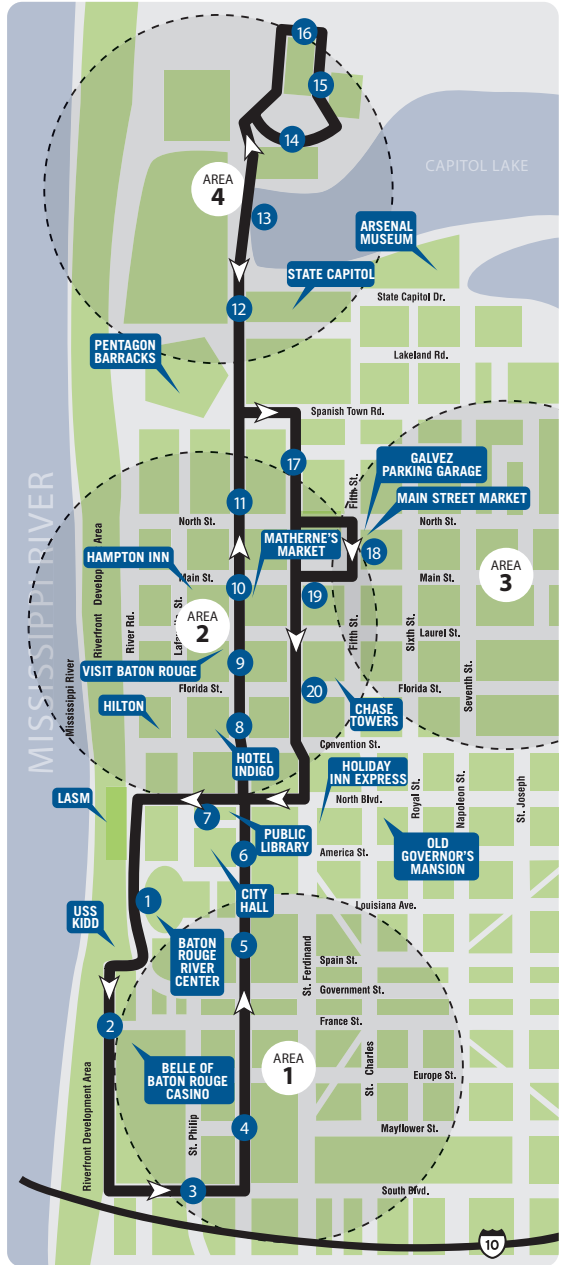 16
15
14
CAPITOL LAKE
AREA
4
13
ARSENAL
MUSEUM
STATE CAPITOL
State Capitol Dr.
12
PENTAGON
BARRACKS
Lakeland Rd.
Spanish Town Rd.
17
Fifth St.
GALVEZ
PARKING GARAGE
MAIN STREET MARKET
11
North St.
North St.
MATHERNE'S
MARKET
18
HAMPTON INN
Main St.
10
19
Main St.
AREA
3
MISSISSIPPI RIVER
Riverfront Development Area
River Rd.
AREA
2
Fifth St.
Sixth St.
Laurel St.
Seventh St.
VISIT BATON ROUGE
9
Mississippi River
Florida St.
20
Florida St.
HILTON
8
CHASE
TOWERS
HOTEL
INDIGO
Convention St.
HOLIDAY
INN EXPRESS
LASM
7
North Blvd.
Royal St.
Napoleon St.
St. Joseph
PUBLIC
LIBRARY
6
America St.
OLD
GOVERNOR'S
MANSION
CITY
HALL
USS
KIDD
1
Louisiana Ave.
BATON
ROUGE
RIVER
CENTER
5
St. Ferdinand
Spain St.
Government St.
2
France St.
BELLE OF
BATON ROUGE
CASINO
AREA
1
St. Charles
Europe St.
Riverfront Development Area
St. Philip
4
Mayflower St.
3
South Blvd.
10